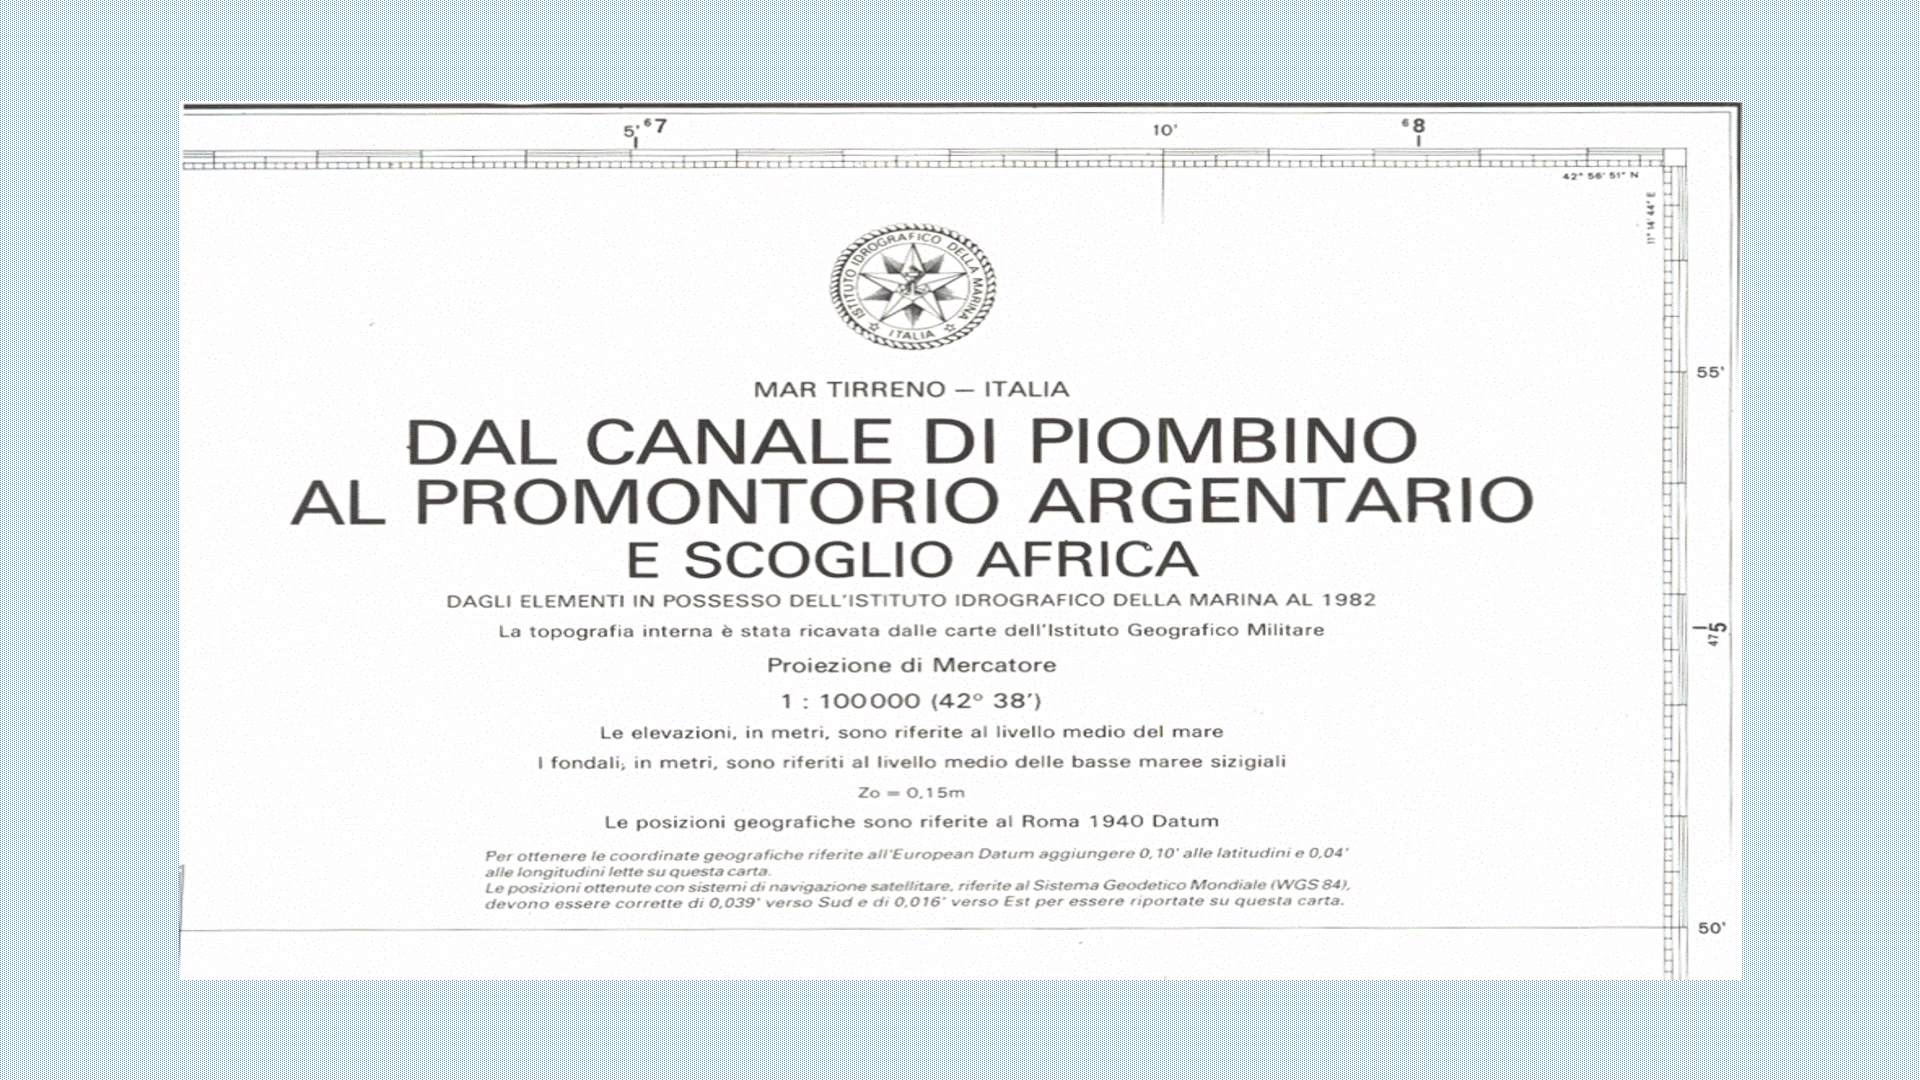 5' ⁶7
10'
⁶8
42° 56' 51" N
11° 14' 44" E
ISTITUTO IDROGRAFICO DELLA MARINA
ITALIA
MAR TIRRENO — ITALIA
55'
DAL CANALE DI PIOMBINO
AL PROMONTORIO ARGENTARIO
E SCOGLIO AFRICA
DAGLI ELEMENTI IN POSSESSO DELL'ISTITUTO IDROGRAFICO DELLA MARINA AL 1982
La topografia interna è stata ricavata dalle carte dell'Istituto Geografico Militare
475
Proiezione di Mercatore
1 : 100000 (42° 38')
Le elevazioni, in metri, sono riferite al livello medio del mare
I fondali, in metri, sono riferiti al livello medio delle basse maree sizigiali
Zo = 0,15m
Le posizioni geografiche sono riferite al Roma 1940 Datum
Per ottenere le coordinate geografiche riferite all'European Datum aggiungere 0,10' alle latitudini e 0,04'
alle longitudini lette su questa carta.
Le posizioni ottenute con sistemi di navigazione satellitare, riferite al Sistema Geodetico Mondiale (WGS 84),
devono essere corrette di 0,039' verso Sud e di 0,016' verso Est per essere riportate su questa carta.
50'